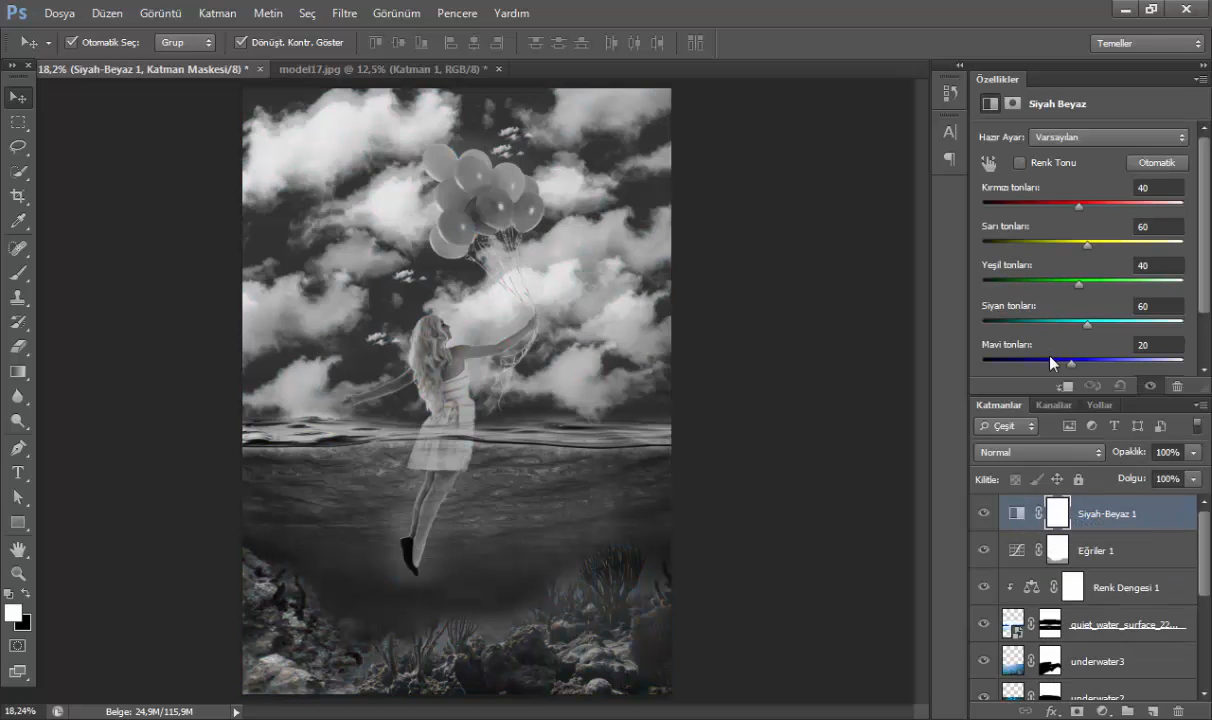 Ps Dosya Düzen Görüntü Katman Metin Seç Filtre Görünüm Pencere Yardım
Otomatik Seç: Grup Dönüşt. Kontr. Göster Temeller
18,2% (Siyah-Beyaz 1, Katman Maskesi/8) * × model17.jpg @ 12,5% (Katman 1, RGB/8) * ×
Özellikler
Siyah Beyaz
Hazır Ayar: Varsayılan
Renk Tonu Otomatik
Kırmızı tonları: 40
Sarı tonları: 60
Yeşil tonları: 40
Siyan tonları: 60
Mavi tonları: 20
Katmanlar Kanallar Yollar
Çeşit
Normal Opaklık: 100%
Kilitle: Dolgu: 100%
Siyah-Beyaz 1
Eğriler 1
Renk Dengesi 1
quiet_water_surface_22...
underwater3
underwater2
18,24% Belge: 24,9M/115,9M